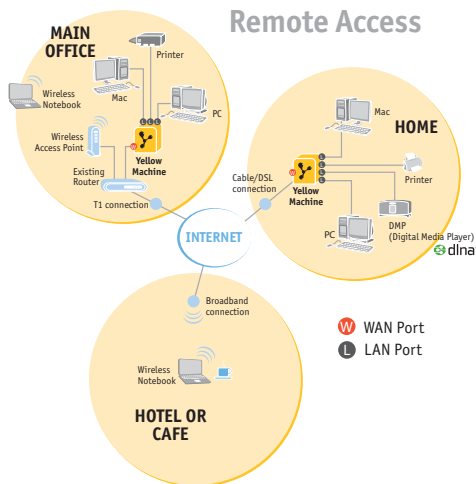 Remote Access
MAIN
OFFICE
Printer
Mac
Wireless
Notebook
PC
L L L
W
Wireless
Access Point
Yellow
Machine
Existing
Router
T1 connection
HOME
Mac
Cable/DSL
connection
L
L
L
L
W
Yellow
Machine
Printer
PC
DMP
(Digital Media Player)
dlna
INTERNET
Broadband
connection
Wireless
Notebook
HOTEL OR
CAFE
W WAN Port
L LAN Port